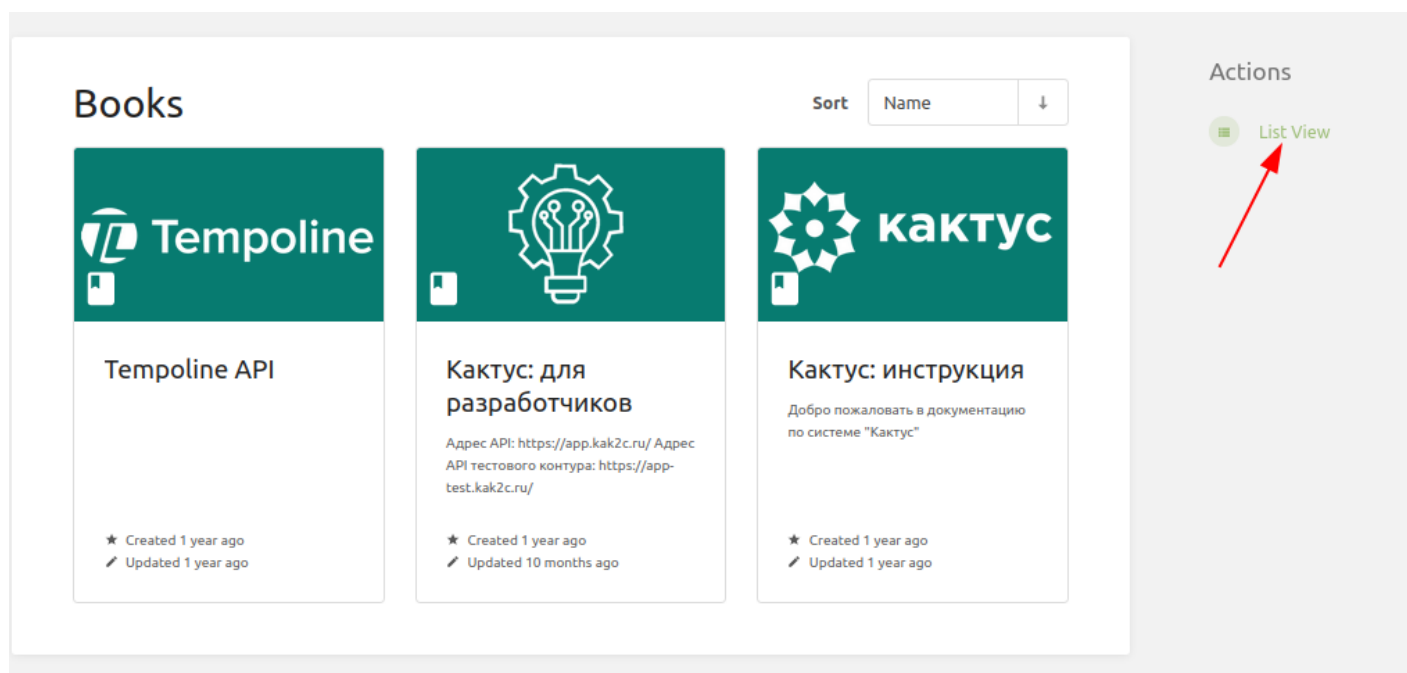 Books
Sort
Name
Actions
List View
Tempoline
кактус
Tempoline API
Created 1 year ago
Updated 1 year ago
Кактус: для
разработчиков
Адрес API: https://app.kak2c.ru/ Адрес
API тестового контура: https://app-
test.kak2c.ru/
Created 1 year ago
Updated 10 months ago
Кактус: инструкция
Добро пожаловать в документацию
по системе "Кактус"
Created 1 year ago
Updated 1 year ago